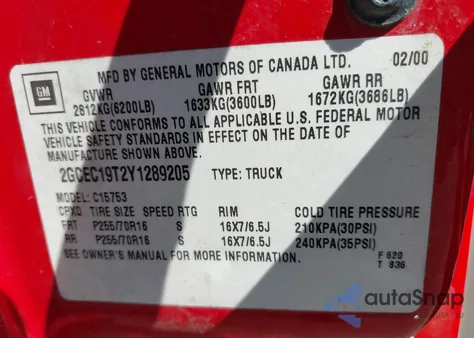 MFD BY GENERAL MOTORS OF CANADA LTD. 02/00
GM
GVWR GAWR FRT GAWR RR
2812KG(6200LB) 1633KG(3600LB) 1672KG(3686LB)
THIS VEHICLE CONFORMS TO ALL APPLICABLE U.S. FEDERAL MOTOR
VEHICLE SAFETY STANDARDS IN EFFECT ON THE DATE OF
MANUFACTURE SHOWN ABOVE.
2GCEC19T2Y1289205 TYPE: TRUCK
MODEL: C15753
TIRE SIZE SPEED RTG RIM COLD TIRE PRESSURE
FRT P255/70R16 S 16X7/6.5J 210KPA(30PSI)
RR P255/70R16 S 16X7/6.5J 240KPA(35PSI)
SEE OWNER'S MANUAL FOR MORE INFORMATION. F 620
T 836
autoSnap